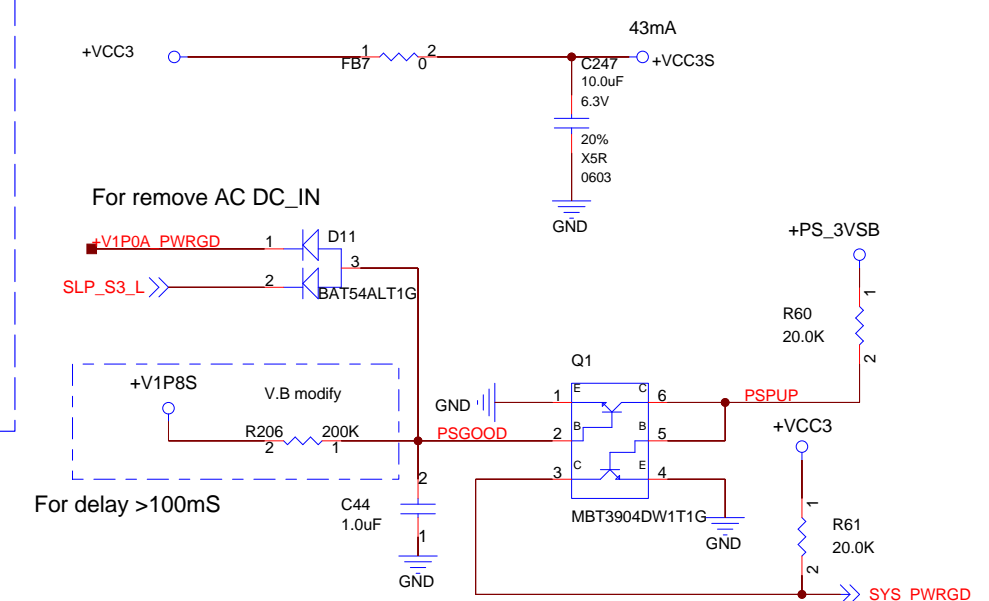 43mA
+VCC3
1
2
FB7
0
C247
+VCC3S
10.0uF
6.3V
20%
X5R
0603
GND
For remove AC DC_IN
+V1P0A_PWRGD
1
D11
3
SLP_S3_L
2
BAT54ALT1G
+PS_3VSB
1
R60
20.0K
2
+V1P8S
V.B modify
R206
200K
2
1
For delay >100mS
PSGOOD
2
C44
1.0uF
1
GND
Q1
GND
1
E
C
6
PSPUP
2
B
B
5
3
C
E
4
MBT3904DW1T1G
GND
+VCC3
1
R61
20.0K
2
SYS_PWRGD